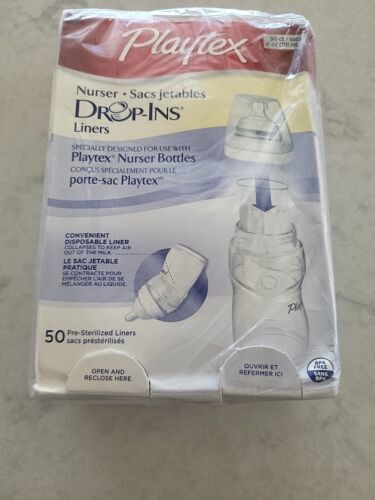 Playtex
50 ct / sacs
Nurser • Sacs jetables
DROP-INS®
Liners
SPECIALLY DESIGNED FOR USE WITH
Playtex® Nurser Bottles
CONÇUS SPÉCIALEMENT POUR LE
porte-sac Playtex
CONVENIENT
DISPOSABLE LINER
COLLAPSES TO KEEP AIR
OUT OF THE MILK.
LE SAC JETABLE
PRATIQUE
SE CONTRACTE POUR
EMPÊCHER L'AIR DE SE
MÉLANGER AU LIQUIDE.
Playtex
50 Pre-Sterilized Liners
sacs préstérilisés
OPEN AND
RECLOSE HERE
OUVRIR ET
REFERMER ICI
BPA
FREE
SANS
BPA